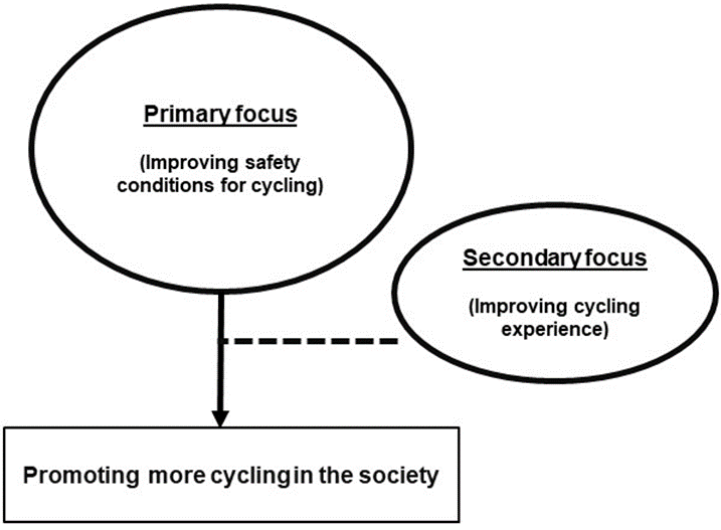 Primary focus
(Improving safety
conditions for cycling)
Secondary focus
(Improving cycling
experience)
Promoting more cycling in the society